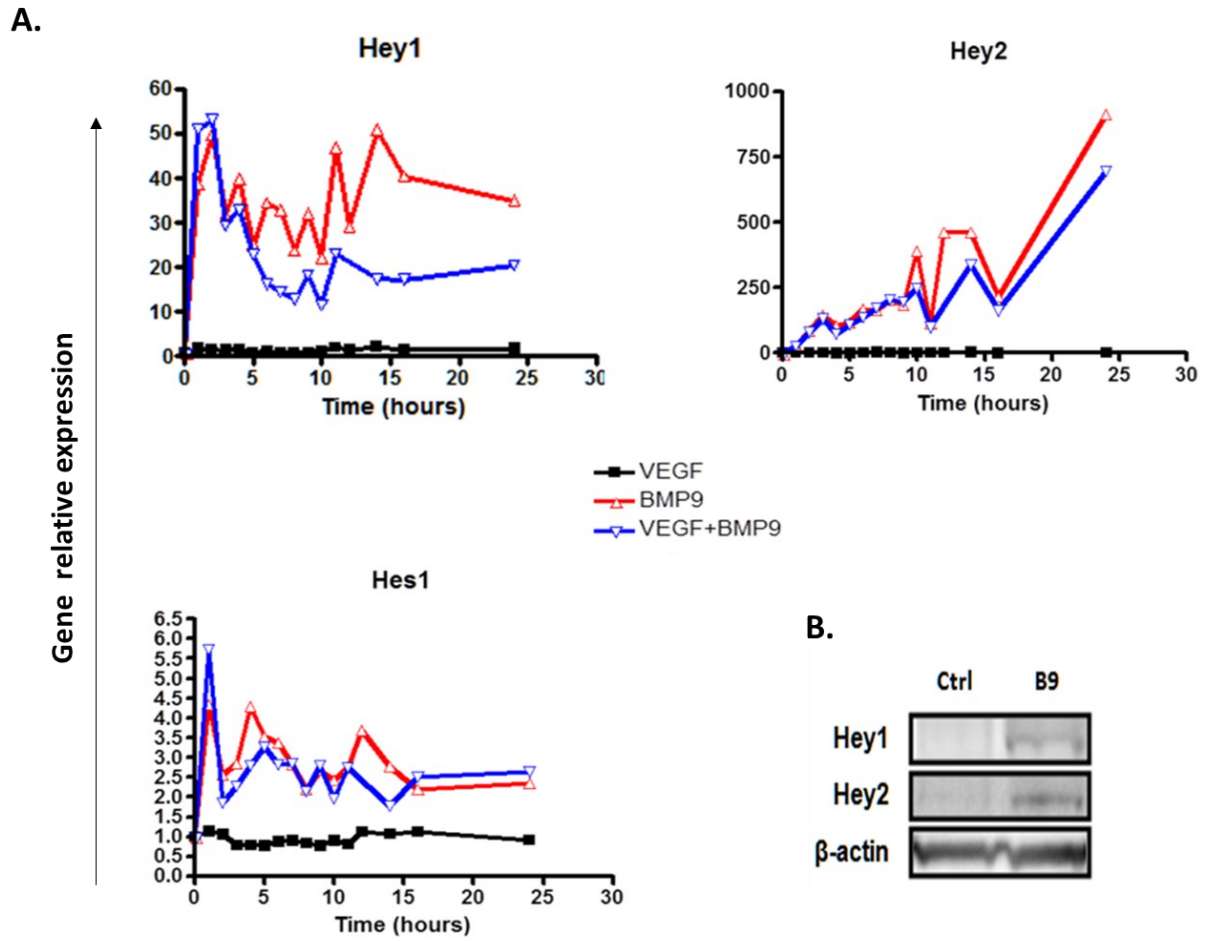 A.
Hey1
Gene relative expression
60
50
40
30
20
10
0
0 5 10 15 20 25 30
Time (hours)
Hey2
1000
750
500
250
0
0 5 10 15 20 25 30
Time (hours)
VEGF
BMP9
VEGF+BMP9
Hes1
6.5
6.0
5.5
5.0
4.5
4.0
3.5
3.0
2.5
2.0
1.5
1.0
0.5
0.0
0 5 10 15 20 25 30
Time (hours)
B.
Ctrl B9
Hey1
Hey2
β-actin